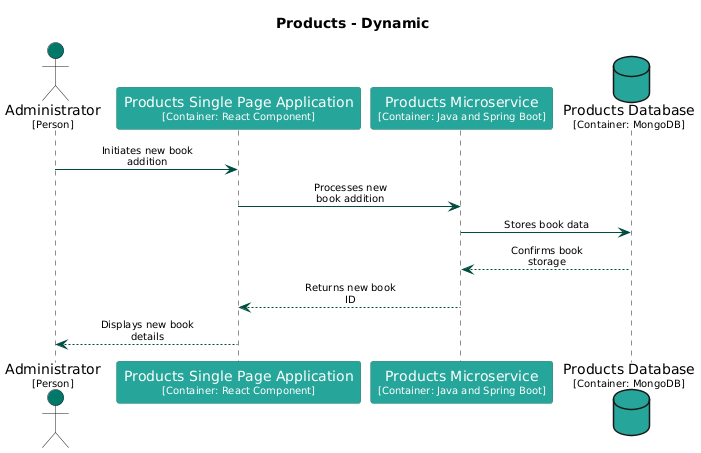 Products - Dynamic
Administrator
[Person]
Products Single Page Application
[Container: React Component]
Products Microservice
[Container: Java and Spring Boot]
Products Database
[Container: MongoDB]
Initiates new book
addition
Processes new
book addition
Stores book data
Confirms book
storage
Returns new book
ID
Displays new book
details
Administrator
[Person]
Products Single Page Application
[Container: React Component]
Products Microservice
[Container: Java and Spring Boot]
Products Database
[Container: MongoDB]